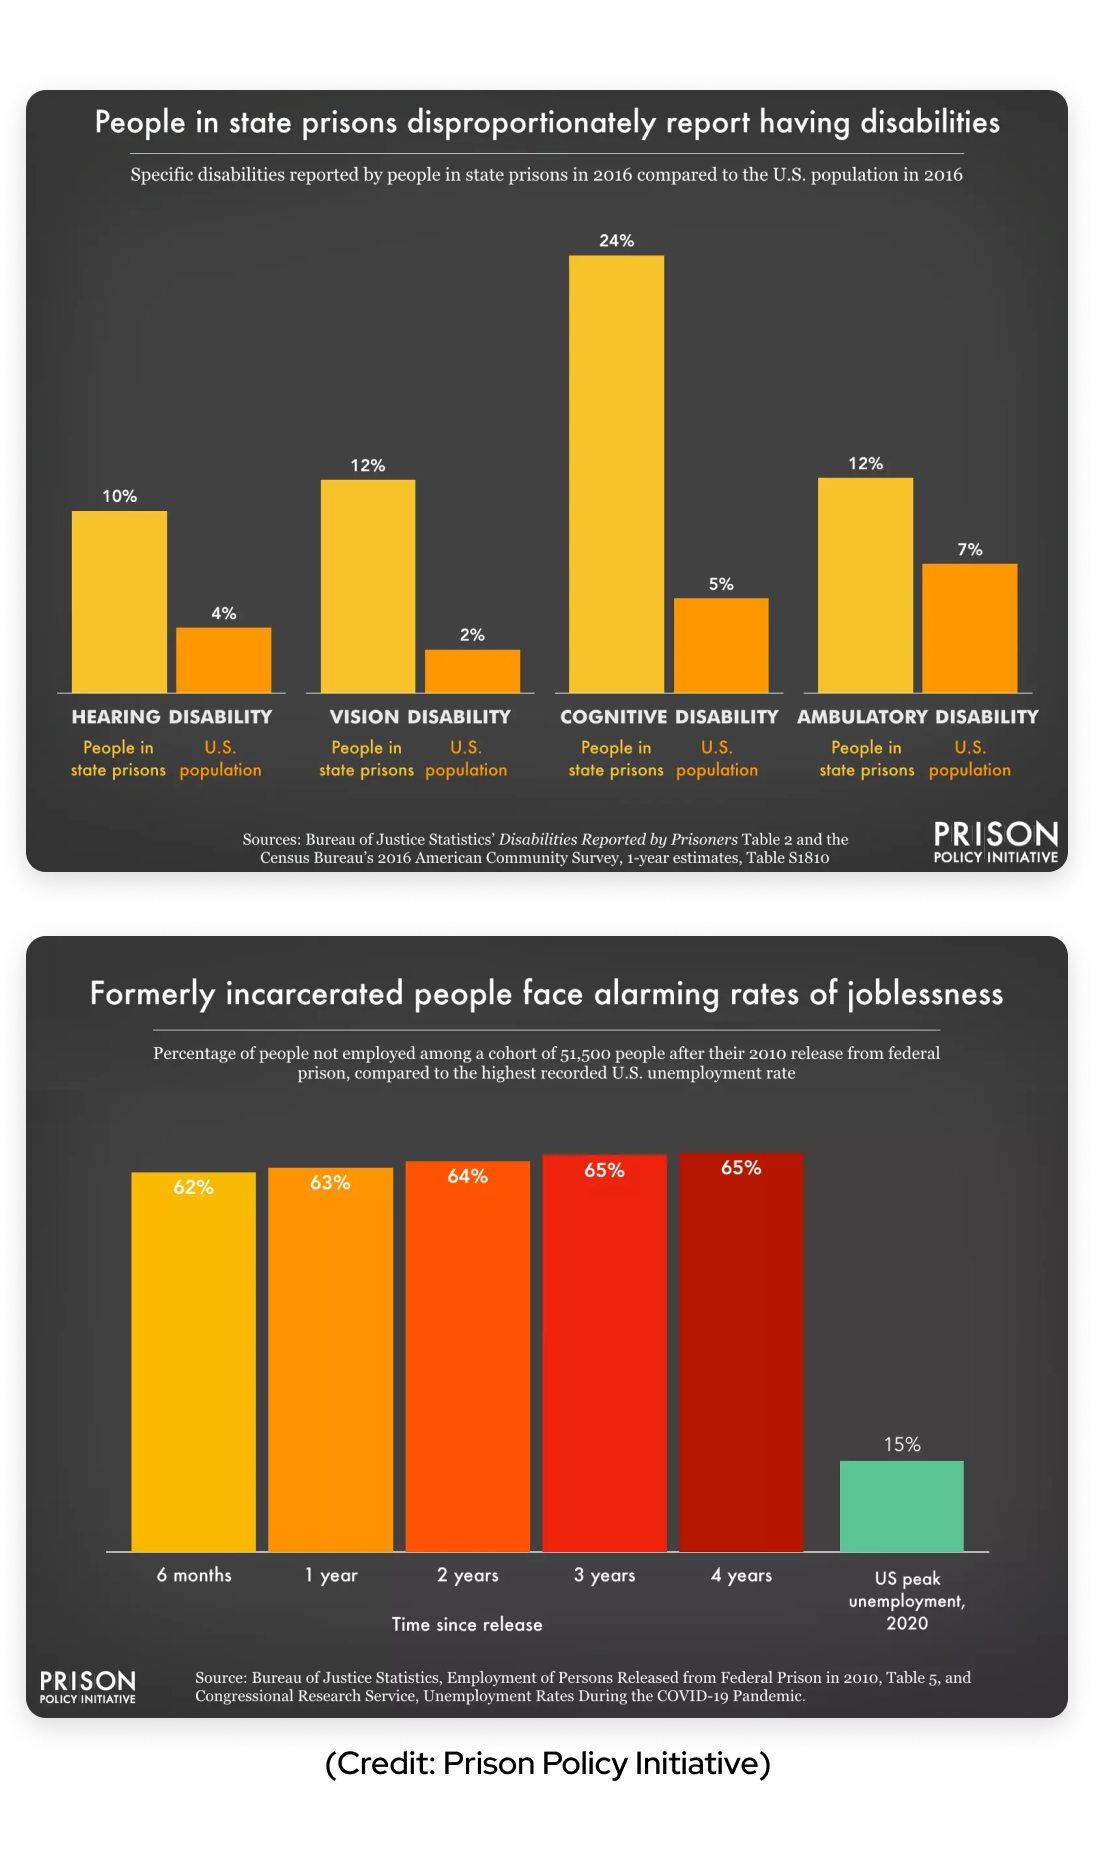 People in state prisons disproportionately report having disabilities
Specific disabilities reported by people in state prisons in 2016 compared to the U.S. population in 2016
10%
4%
12%
2%
24%
5%
12%
7%
HEARING DISABILITY
People in
state prisons
U.S.
population
VISION DISABILITY
People in
state prisons
U.S.
population
COGNITIVE DISABILITY
People in
state prisons
U.S.
population
AMBULATORY DISABILITY
People in
state prisons
U.S.
population
Sources: Bureau of Justice Statistics’ Disabilities Reported by Prisoners Table 2 and the
Census Bureau’s 2016 American Community Survey, 1-year estimates, Table S1810
PRISON
POLICY INITIATIVE
Formerly incarcerated people face alarming rates of joblessness
Percentage of people not employed among a cohort of 51,500 people after their 2010 release from federal
prison, compared to the highest recorded U.S. unemployment rate
62%
63%
64%
65%
65%
15%
6 months
1 year
2 years
3 years
4 years
US peak
unemployment,
2020
Time since release
PRISON
POLICY INITIATIVE
Source: Bureau of Justice Statistics, Employment of Persons Released from Federal Prison in 2010, Table 5, and
Congressional Research Service, Unemployment Rates During the COVID-19 Pandemic.
(Credit: Prison Policy Initiative)